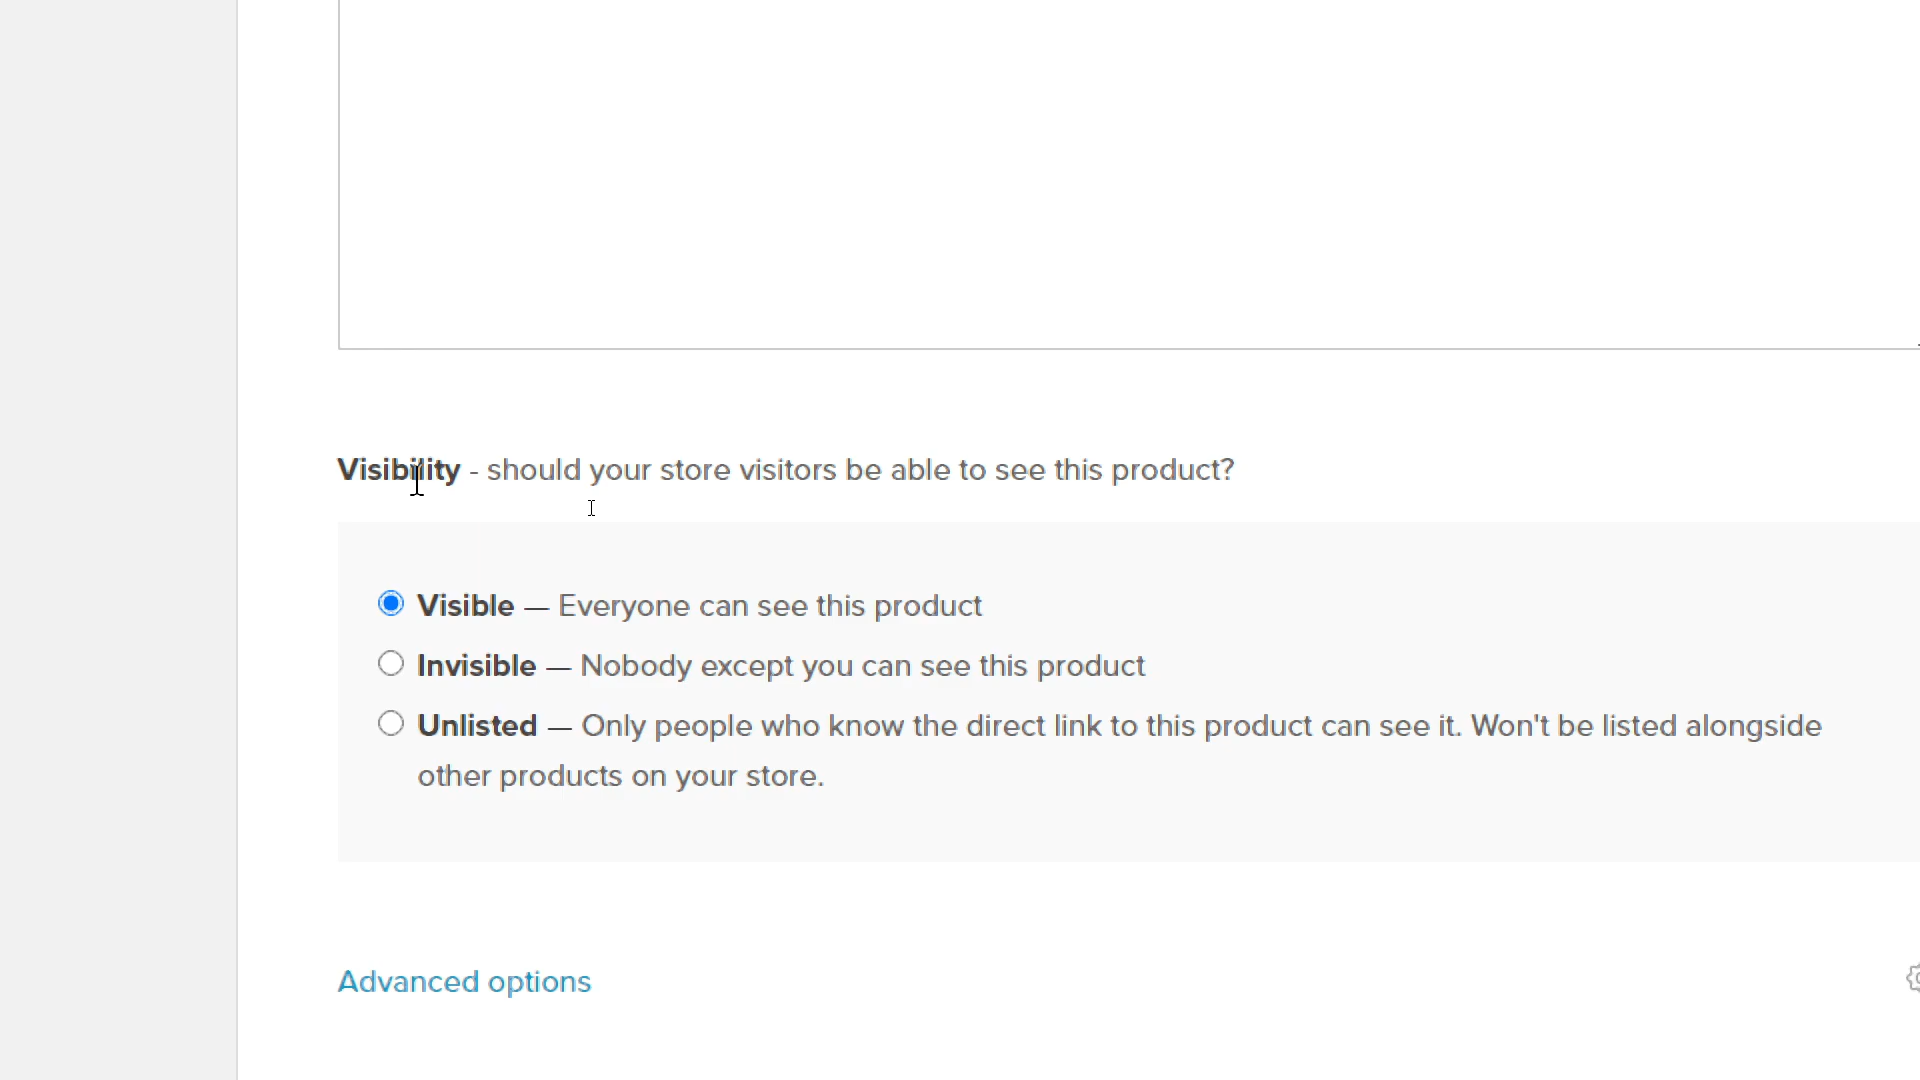 Visibility - should your store visitors be able to see this product?
Visible — Everyone can see this product
Invisible — Nobody except you can see this product
Unlisted — Only people who know the direct link to this product can see it. Won't be listed alongside
other products on your store.
Advanced options